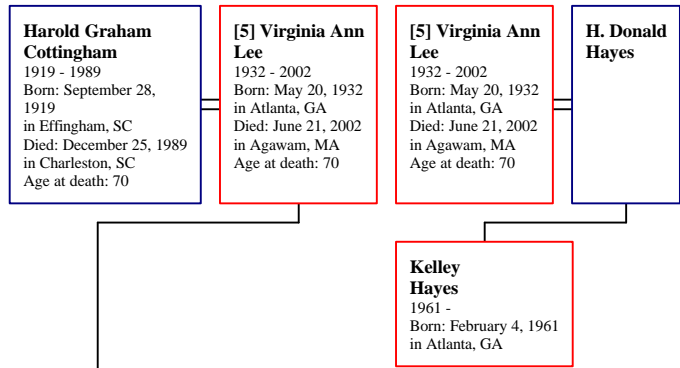 Harold Graham
Cottingham
1919 - 1989
Born: September 28,
1919
in Effingham, SC
Died: December 25, 1989
in Charleston, SC
Age at death: 70
[5] Virginia Ann
Lee
1932 - 2002
Born: May 20, 1932
in Atlanta, GA
Died: June 21, 2002
in Agawam, MA
Age at death: 70
[5] Virginia Ann
Lee
1932 - 2002
Born: May 20, 1932
in Atlanta, GA
Died: June 21, 2002
in Agawam, MA
Age at death: 70
H. Donald
Hayes
Kelley
Hayes
1961 -
Born: February 4, 1961
in Atlanta, GA